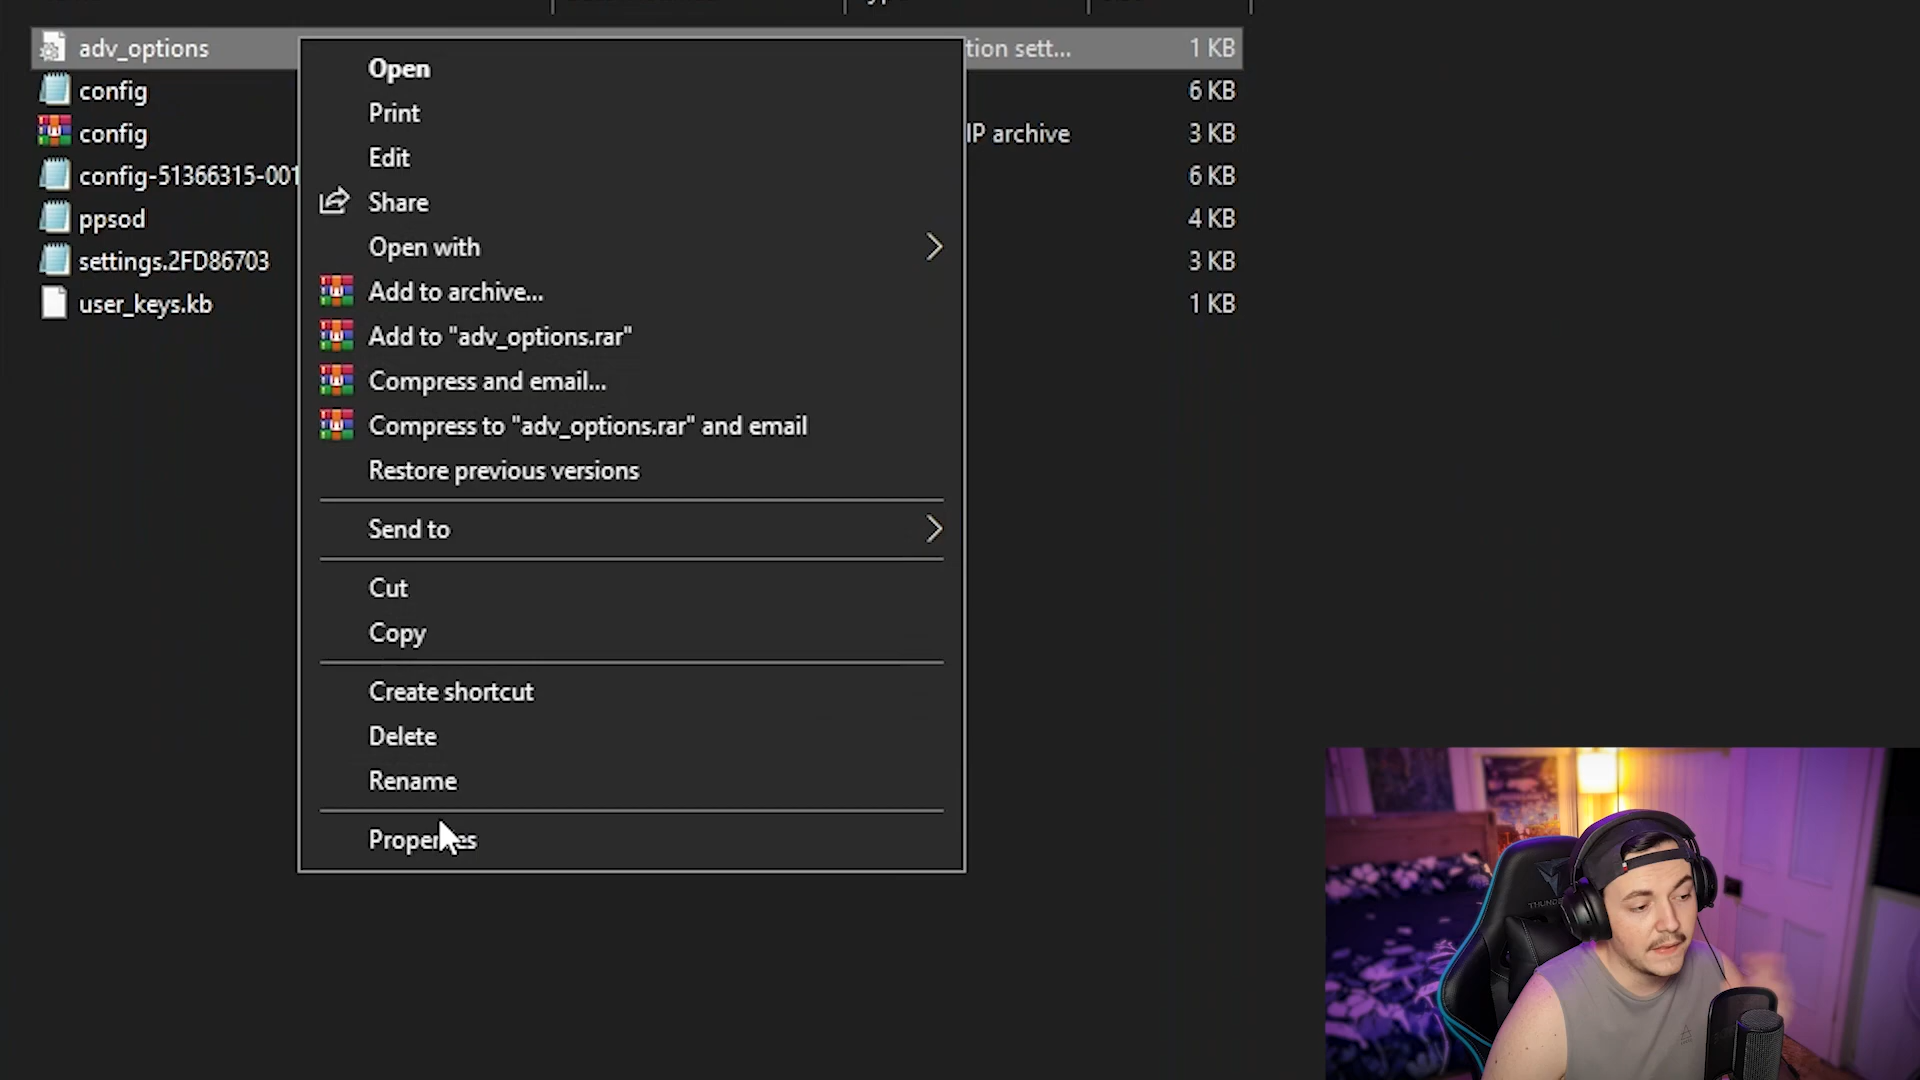 adv_options
tion sett...
1 KB
config
6 KB
config
IP archive
3 KB
config-51366315-001
6 KB
ppsod
4 KB
settings.2FD86703
3 KB
user_keys.kb
1 KB
Open
Print
Edit
Share
Open with
Add to archive...
Add to "adv_options.rar"
Compress and email...
Compress to "adv_options.rar" and email
Restore previous versions
Send to
Cut
Copy
Create shortcut
Delete
Rename
Properties